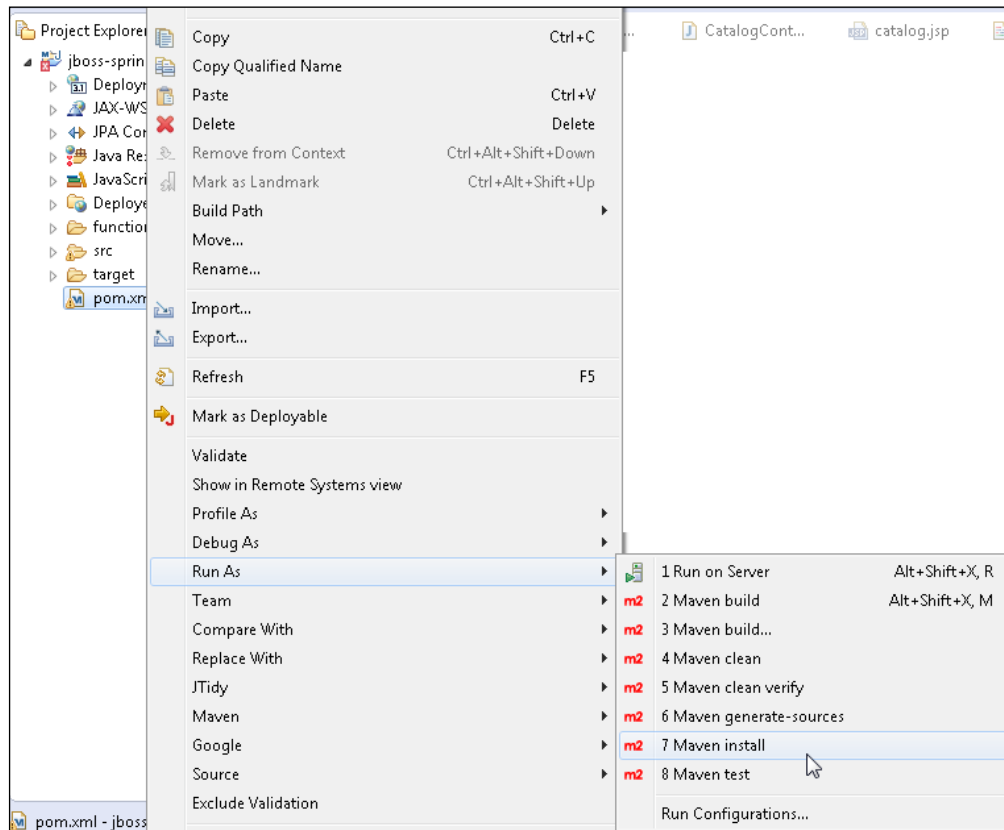 Project Explorer
CatalogCont...
catalog.jsp
jboss-sprin
Deployn
JAX-WS
JPA Cor
Java Re:
JavaScri
Deploye
function
src
target
pom.xm
Copy Ctrl+C
Copy Qualified Name
Paste Ctrl+V
Delete Delete
Remove from Context Ctrl+Alt+Shift+Down
Mark as Landmark Ctrl+Alt+Shift+Up
Build Path
Move...
Rename...
Import...
Export...
Refresh F5
Mark as Deployable
Validate
Show in Remote Systems view
Profile As
Debug As
Run As
Team
Compare With
Replace With
JTidy
Maven
Google
Source
Exclude Validation
1 Run on Server Alt+Shift+X, R
m2 2 Maven build Alt+Shift+X, M
m2 3 Maven build...
m2 4 Maven clean
m2 5 Maven clean verify
m2 6 Maven generate-sources
m2 7 Maven install
m2 8 Maven test
Run Configurations...
pom.xml - jboss